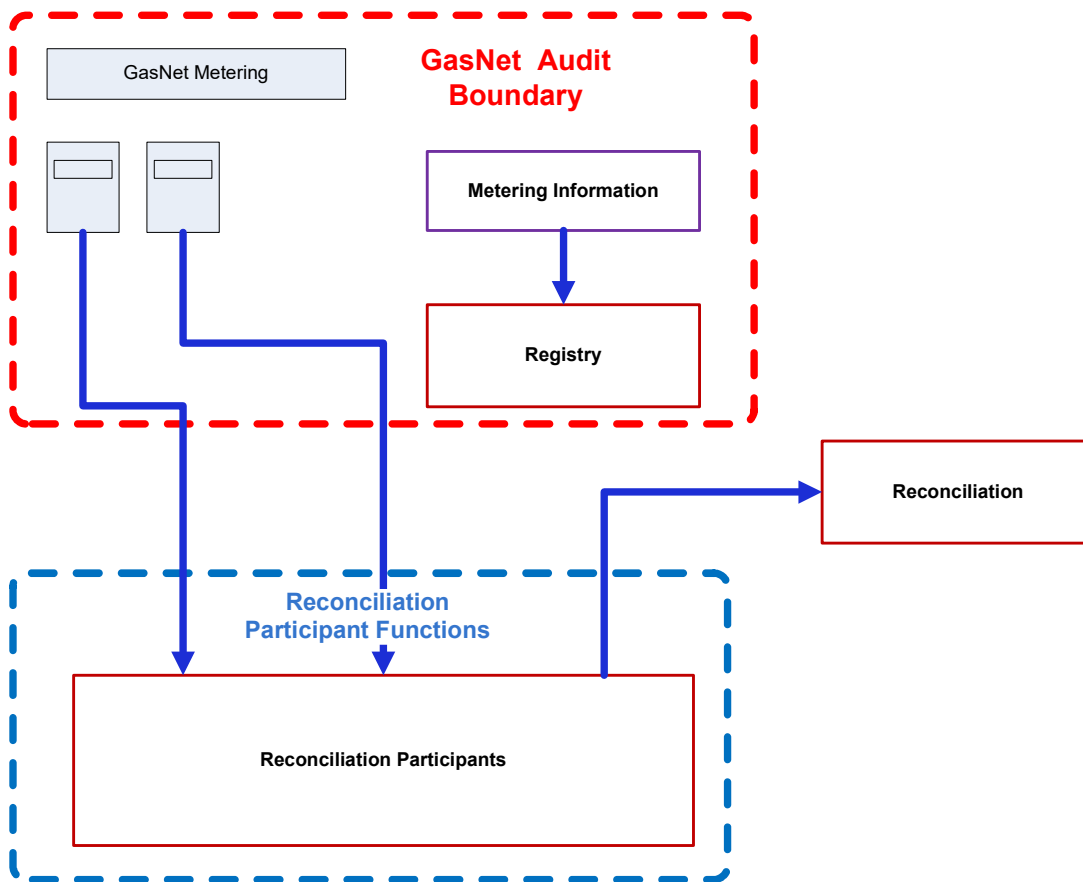 GasNet Metering
GasNet  Audit
Boundary
Metering Information
Registry
Reconciliation
Reconciliation
Participant Functions
Reconciliation Participants